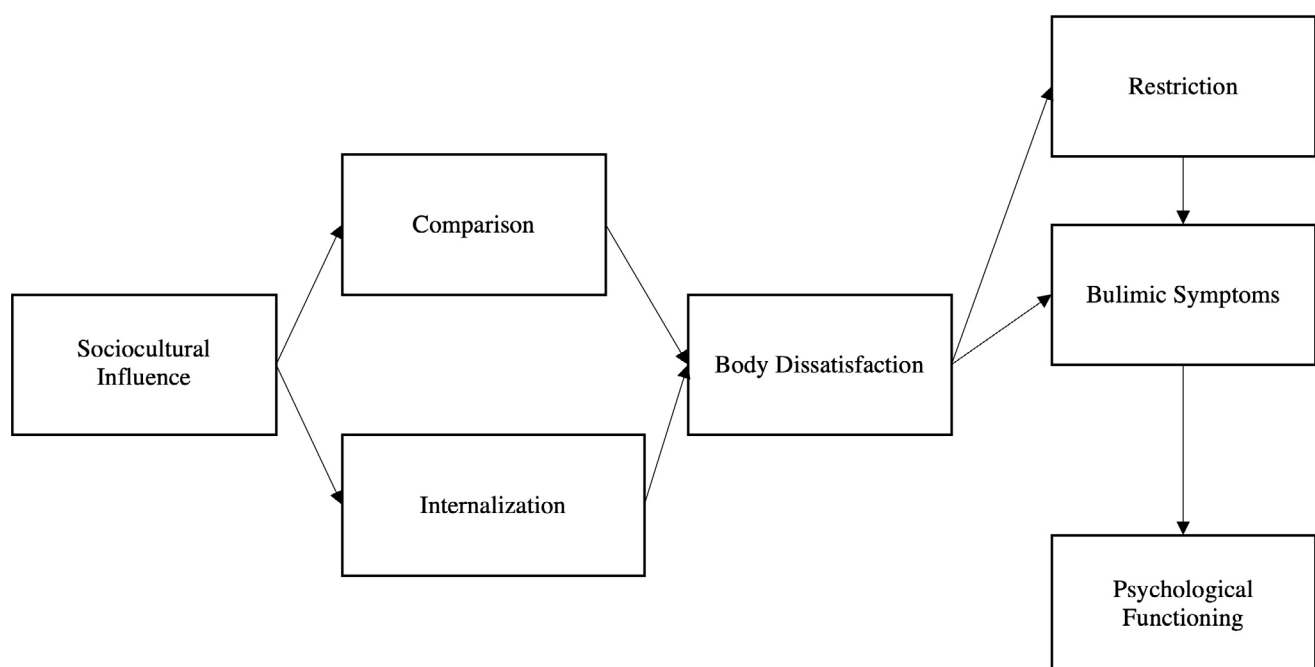 Sociocultural
Influence
Comparison
Internalization
Body Dissatisfaction
Restriction
Bulimic Symptoms
Psychological
Functioning